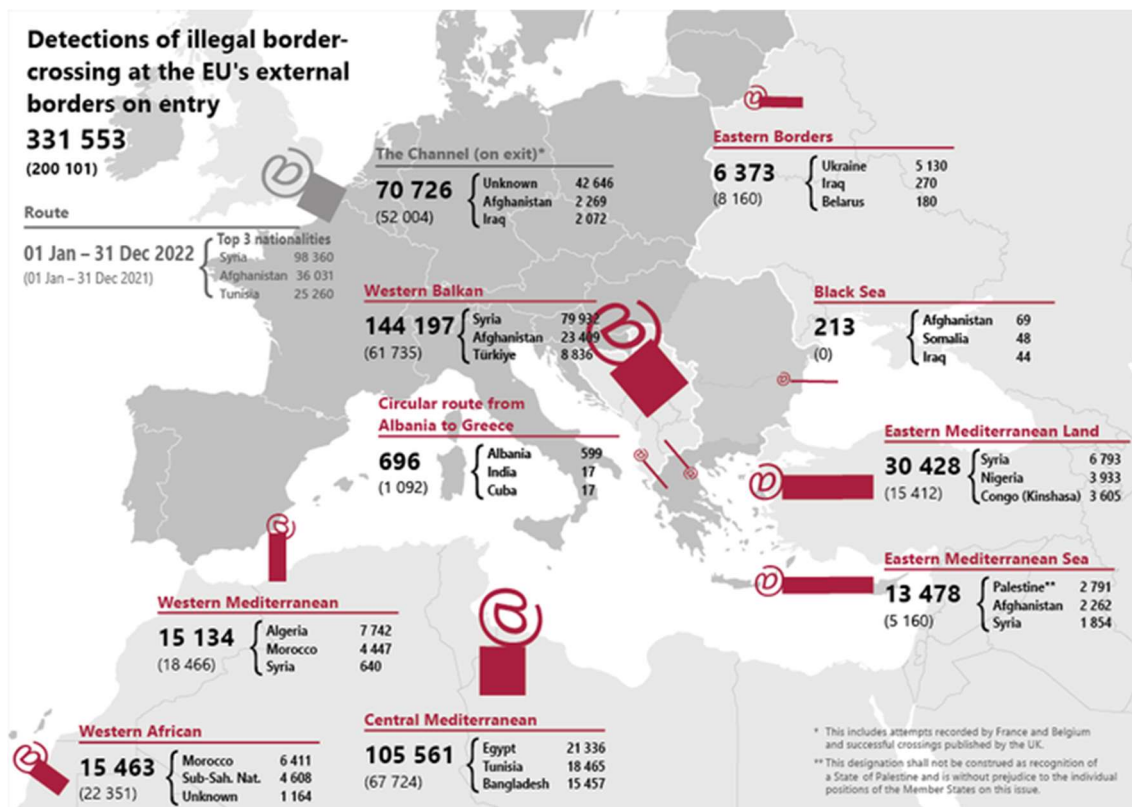 Detections of illegal border-
crossing at the EU's external
borders on entry
331 553
(200 101)
Route
01 Jan – 31 Dec 2022
(01 Jan – 31 Dec 2021)
Top 3 nationalities
Syria 98 360
Afghanistan 36 031
Tunisia 25 260
The Channel (on exit)*
70 726
(52 004)
Unknown 42 646
Afghanistan 2 269
Iraq 2 072
Eastern Borders
6 373
(8 160)
Ukraine 5 130
Iraq 270
Belarus 180
Western Balkan
144 197
(61 735)
Syria 79 932
Afghanistan 23 409
Türkiye 8 836
Black Sea
213
(0)
Afghanistan 69
Somalia 48
Iraq 44
Circular route from
Albania to Greece
696
(1 092)
Albania 599
India 17
Cuba 17
Eastern Mediterranean Land
30 428
(15 412)
Syria 6 793
Nigeria 3 933
Congo (Kinshasa) 3 605
Eastern Mediterranean Sea
13 478
(5 160)
Palestine** 2 791
Afghanistan 2 262
Syria 1 854
Western Mediterranean
15 134
(18 466)
Algeria 7 742
Morocco 4 447
Syria 640
Western African
15 463
(22 351)
Morocco 6 411
Sub-Sah. Nat. 4 608
Unknown 1 164
Central Mediterranean
105 561
(67 724)
Egypt 21 336
Tunisia 18 465
Bangladesh 15 457
* This includes attempts recorded by France and Belgium
and successful crossings published by the UK.
** This designation shall not be construed as recognition of
a State of Palestine and is without prejudice to the individual
positions of the Member States on this issue.